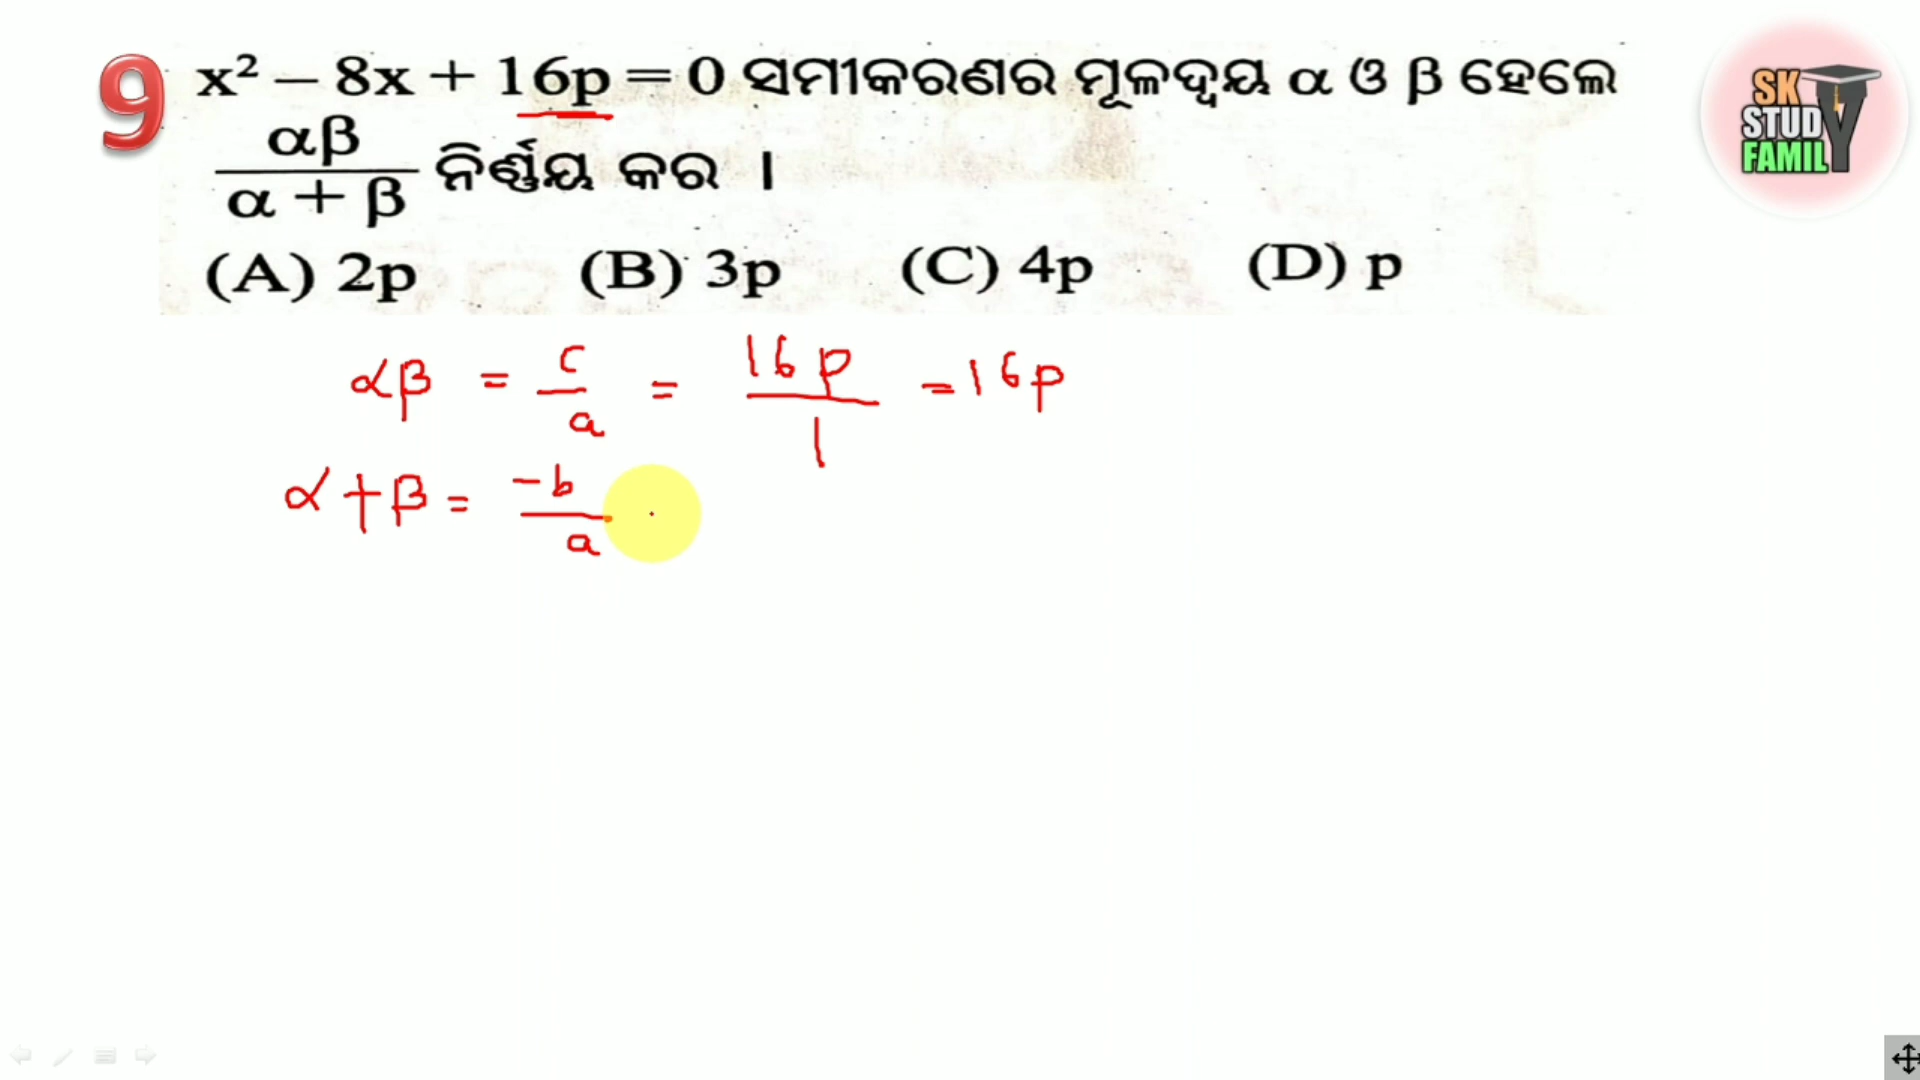 9 x² – 8x + 16p = 0 ସମୀକରଣର ମୂଳଦ୍ୱୟ α ଓ β ହେଲେ
αβ / α + β ନିର୍ଣ୍ଣୟ କର ।
(A) 2p (B) 3p (C) 4p (D) p
αβ = c/a = 16p/1 = 16p
α + β = -b/a
SK
STUDY
FAMILY